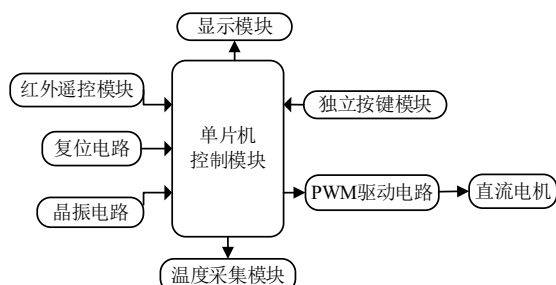 显示模块
红外遥控模块
独立按键模块
单片机
控制模块
复位电路
晶振电路
PWM驱动电路
直流电机
温度采集模块